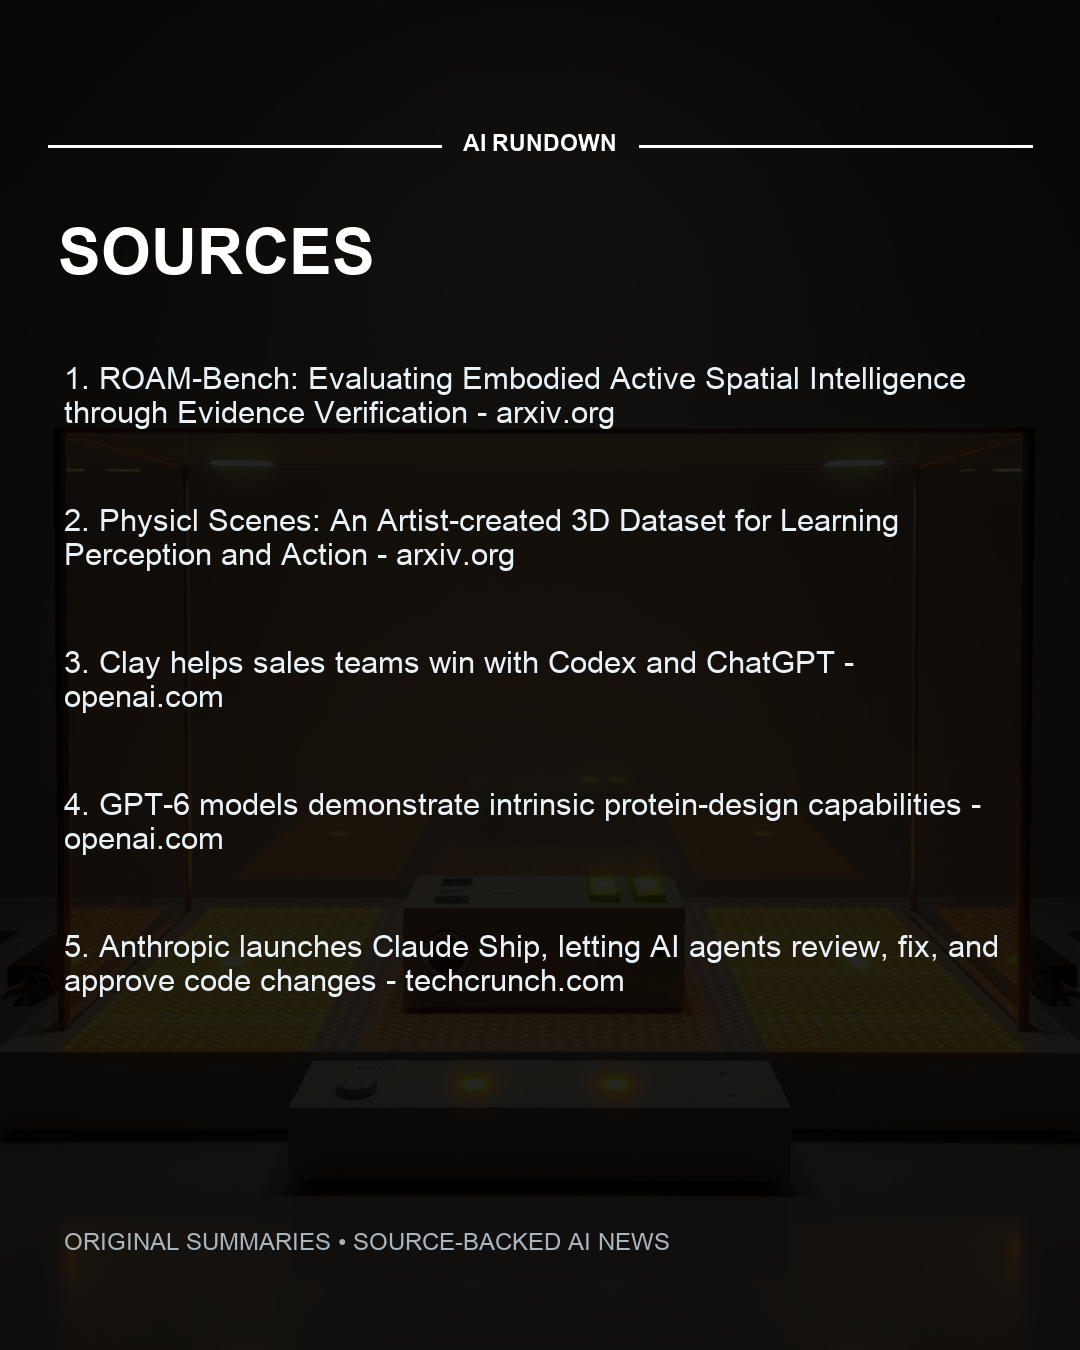 AI RUNDOWN
SOURCES
1. ROAM-Bench: Evaluating Embodied Active Spatial Intelligence
through Evidence Verification - arxiv.org
2. Physicl Scenes: An Artist-created 3D Dataset for Learning
Perception and Action - arxiv.org
3. Clay helps sales teams win with Codex and ChatGPT -
openai.com
4. GPT-6 models demonstrate intrinsic protein-design capabilities -
openai.com
5. Anthropic launches Claude Ship, letting AI agents review, fix, and
approve code changes - techcrunch.com
ORIGINAL SUMMARIES • SOURCE-BACKED AI NEWS